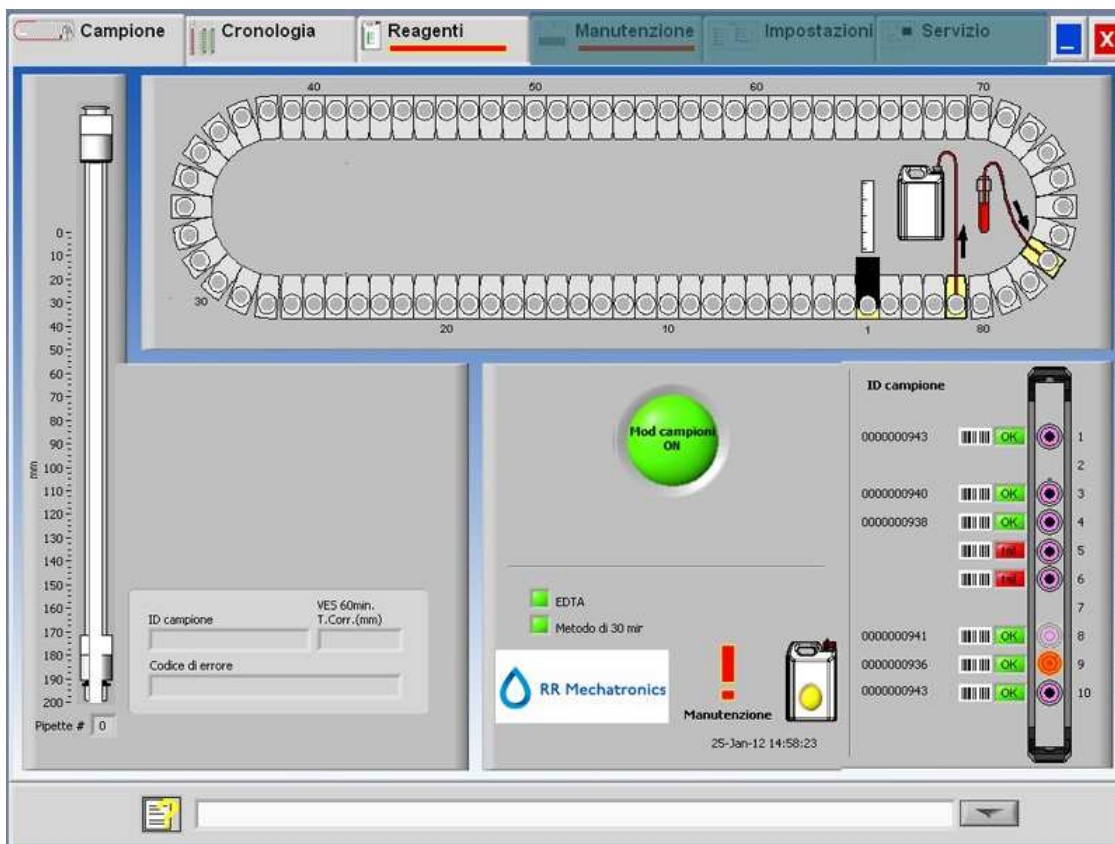 Campione
Cronologia
Reagenti
Manutenzione
Impostazioni
Servizio
X
40
50
60
70
30
20
10
1
80
0
10
20
30
40
50
60
70
80
90
100
110
120
130
140
150
160
170
180
190
200
mm
Pipette # 0
ID campione
VES 60min.
T.Corr.(mm)
Codice di errore
Mod campioni
ON
EDTA
Metodo di 30 mir
RR Mechatronics
Manutenzione
25-Jan-12 14:58:23
ID campione
0000000943 OK 1
2
0000000940 OK 3
0000000938 OK 4
5
6
7
0000000941 OK 8
0000000936 OK 9
0000000943 OK 10